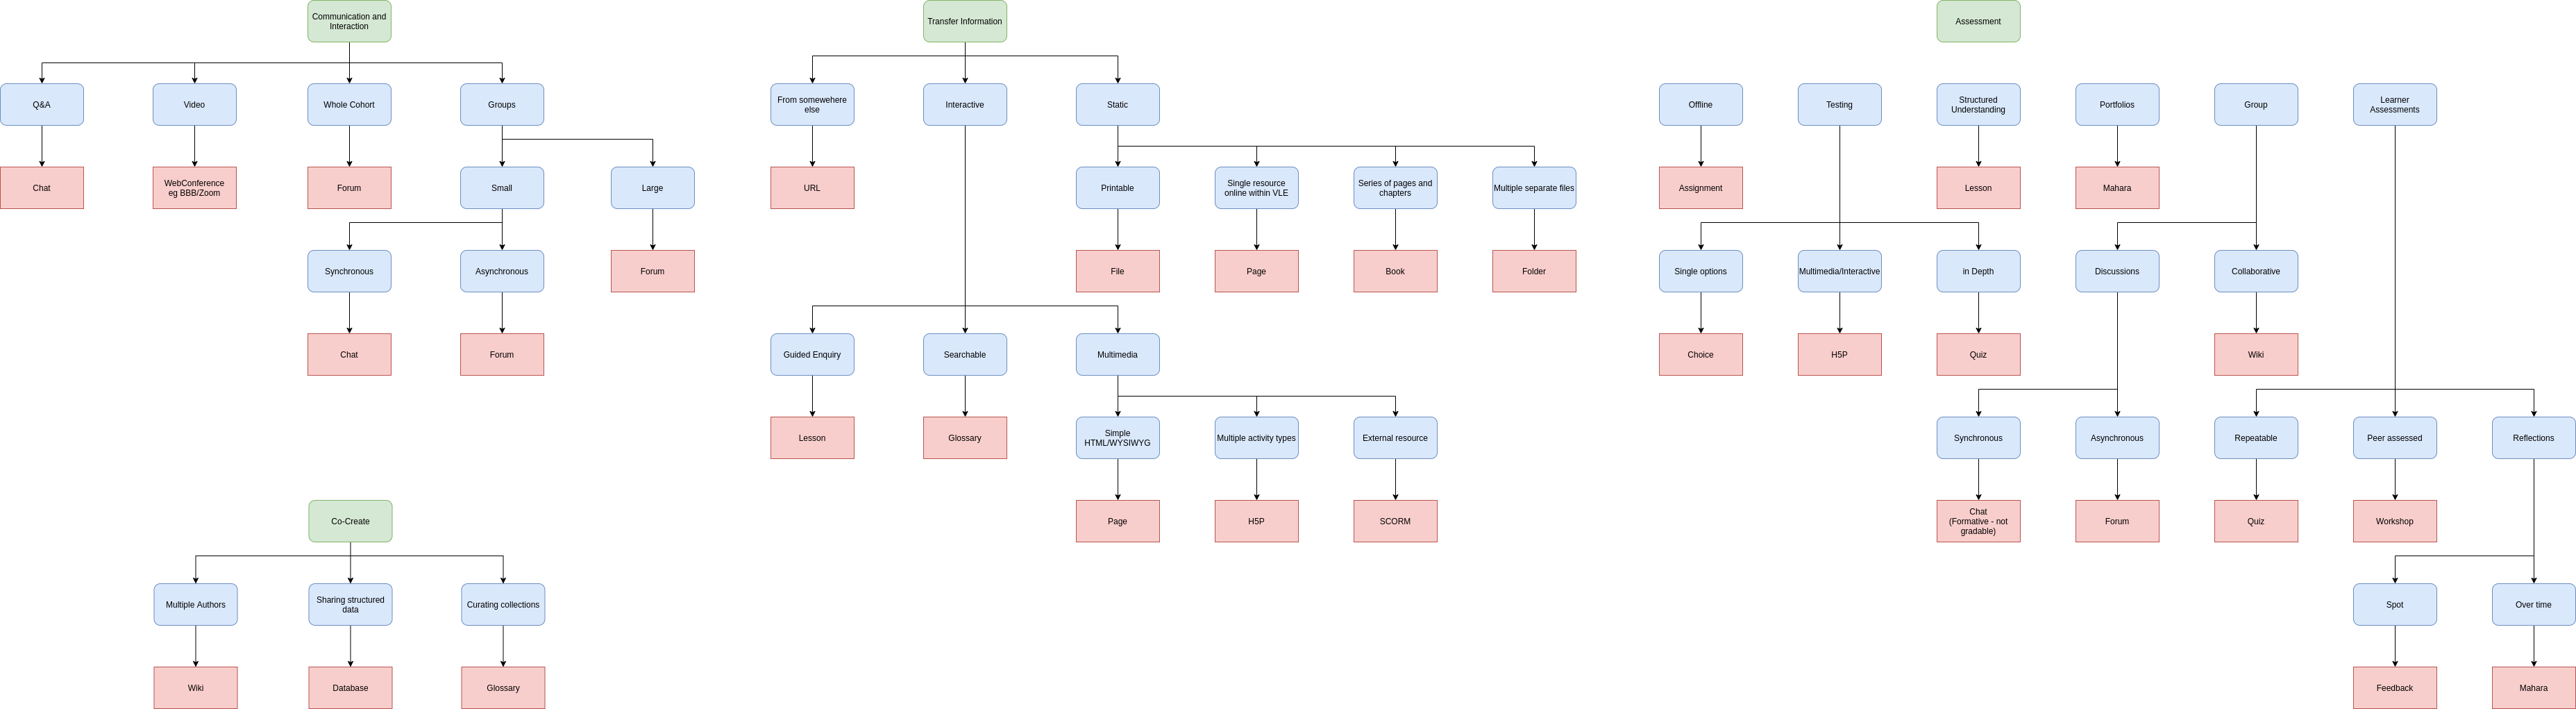 Communication and
Interaction
Transfer Information
Assessment
Q&A
Video
Whole Cohort
Groups
From somewehere
else
Interactive
Static
Offline
Testing
Structured
Understanding
Portfolios
Group
Learner
Assessments
Chat
WebConference
eg BBB/Zoom
Forum
Small
Large
URL
Printable
Single resource
online within VLE
Series of pages and
chapters
Multiple separate files
Assignment
Lesson
Mahara
Synchronous
Asynchronous
Forum
File
Page
Book
Folder
Single options
Multimedia/Interactive
in Depth
Discussions
Collaborative
Chat
Forum
Guided Enquiry
Searchable
Multimedia
Choice
H5P
Quiz
Wiki
Lesson
Glossary
Simple
HTML/WYSIWYG
Multiple activity types
External resource
Synchronous
Asynchronous
Repeatable
Peer assessed
Reflections
Co-Create
Page
H5P
SCORM
Chat
(Formative - not
gradable)
Forum
Quiz
Workshop
Multiple Authors
Sharing structured
data
Curating collections
Spot
Over time
Wiki
Database
Glossary
Feedback
Mahara